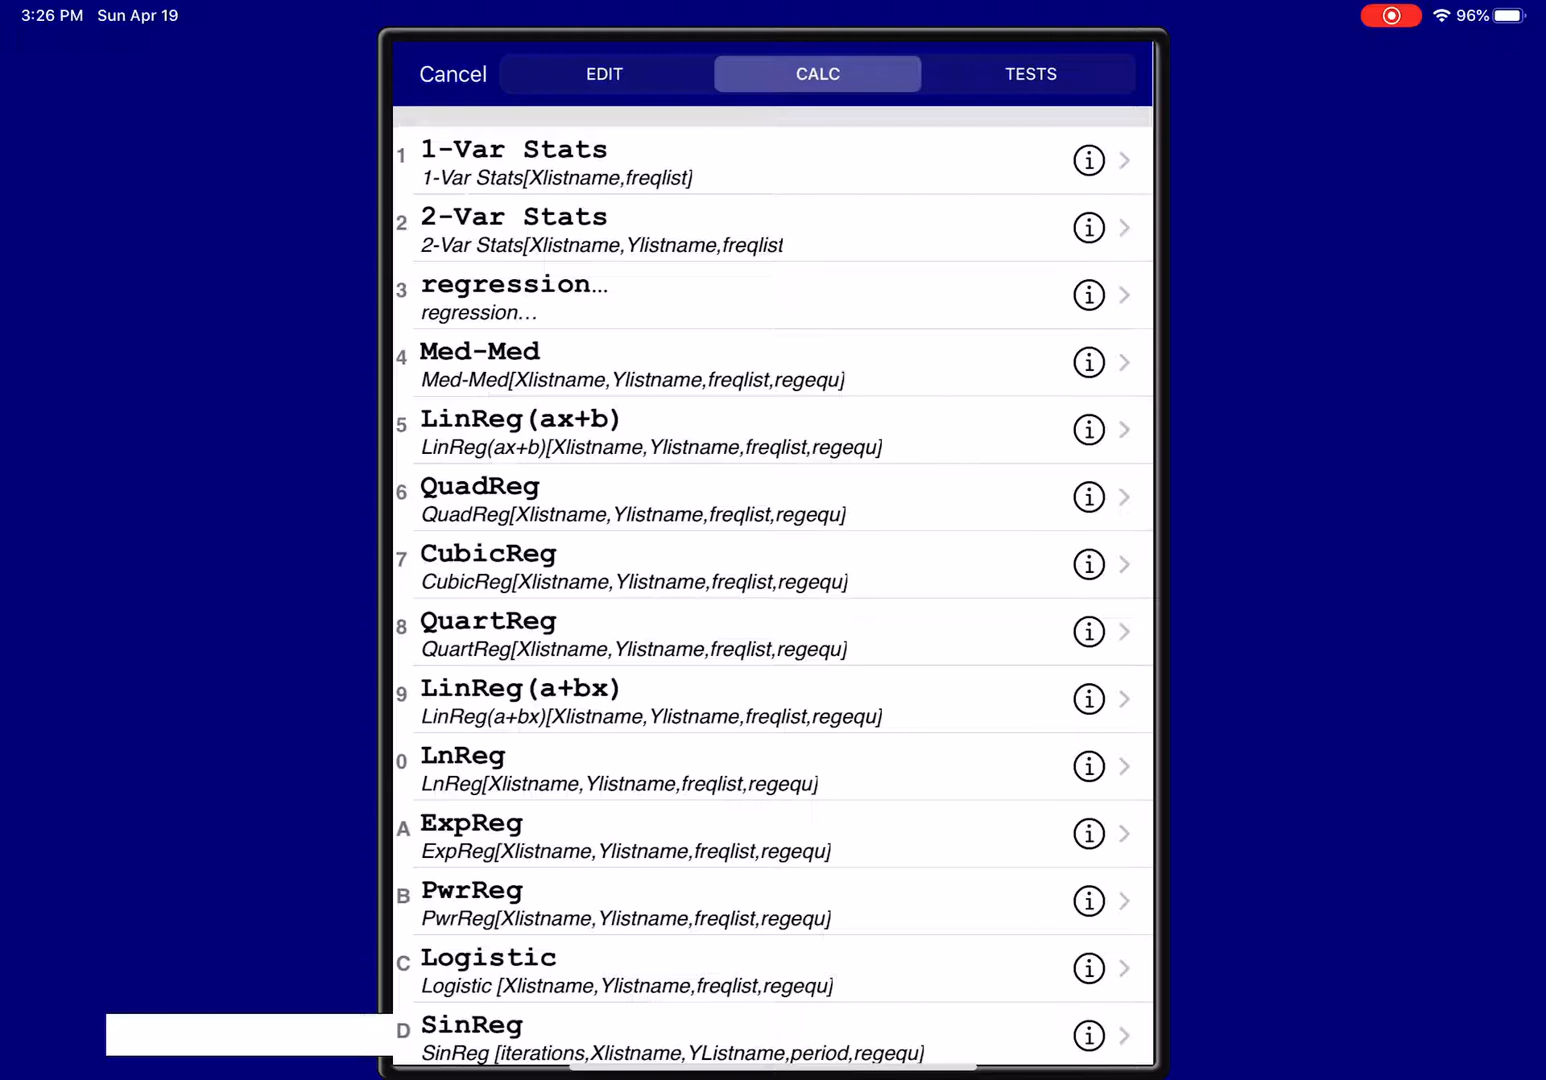 3:26 PM Sun Apr 19
96%
Cancel EDIT CALC TESTS
1 1-Var Stats
1-Var Stats[Xlistname,freqlist]
2 2-Var Stats
2-Var Stats[Xlistname,Ylistname,freqlist
3 regression...
regression...
4 Med-Med
Med-Med[Xlistname,Ylistname,freqlist,regequ]
5 LinReg(ax+b)
LinReg(ax+b)[Xlistname,Ylistname,freqlist,regequ]
6 QuadReg
QuadReg[Xlistname,Ylistname,freqlist,regequ]
7 CubicReg
CubicReg[Xlistname,Ylistname,freqlist,regequ]
8 QuartReg
QuartReg[Xlistname,Ylistname,freqlist,regequ]
9 LinReg(a+bx)
LinReg(a+bx)[Xlistname,Ylistname,freqlist,regequ]
0 LnReg
LnReg[Xlistname,Ylistname,freqlist,regequ]
A ExpReg
ExpReg[Xlistname,Ylistname,freqlist,regequ]
B PwrReg
PwrReg[Xlistname,Ylistname,freqlist,regequ]
C Logistic
Logistic [Xlistname,Ylistname,freqlist,regequ]
D SinReg
SinReg [iterations,Xlistname,YListname,period,regequ]